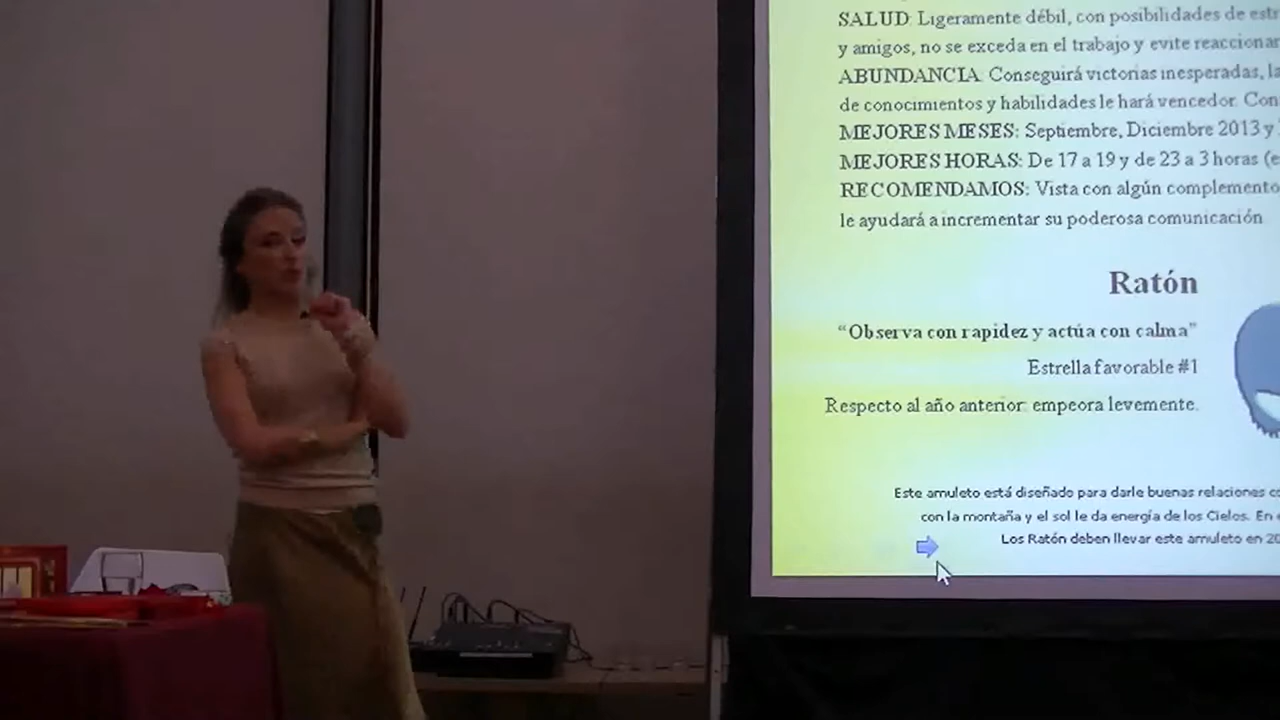 SALUD: Ligeramente débil, con posibilidades de
y amigos, no se exceda en el trabajo y evite reaccionar
ABUNDANCIA: Conseguirá victorias inesperadas,
de conocimientos y habilidades le hará vencedor.
MEJORES MESES: Septiembre, Diciembre 2013 y
MEJORES HORAS: De 17 a 19 y de 23 a 3 horas
RECOMENDAMOS: Vista con algún complemento
le ayudará a incrementar su poderosa comunicación
Ratón
“Observa con rapidez y actúa con calma”
Estrella favorable #1
Respecto al año anterior: empeora levemente.
Este amuleto está diseñado para darle buenas relaciones
con la montaña y el sol le da energía de los Cielos. En
Los Ratón deben llevar este amuleto en